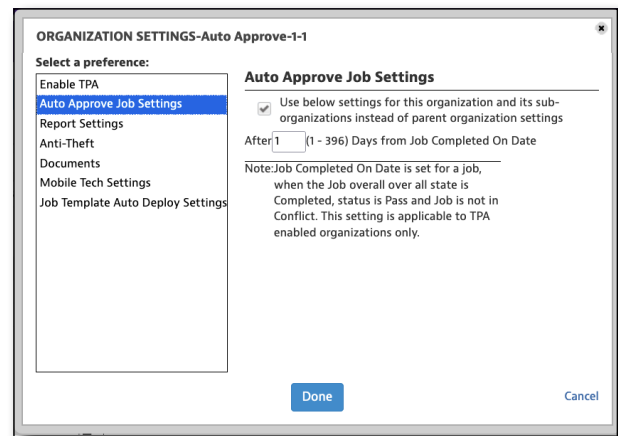 ORGANIZATION SETTINGS-Auto Approve-1-1
Select a preference:
Enable TPA
Auto Approve Job Settings
Report Settings
Anti-Theft
Documents
Mobile Tech Settings
Job Template Auto Deploy Settings
Auto Approve Job Settings
Use below settings for this organization and its sub-
organizations instead of parent organization settings
After 1 (1 - 396) Days from Job Completed On Date
Note:Job Completed On Date is set for a job,
when the Job overall over all state is
Completed, status is Pass and Job is not in
Conflict. This setting is applicable to TPA
enabled organizations only.
Done
Cancel